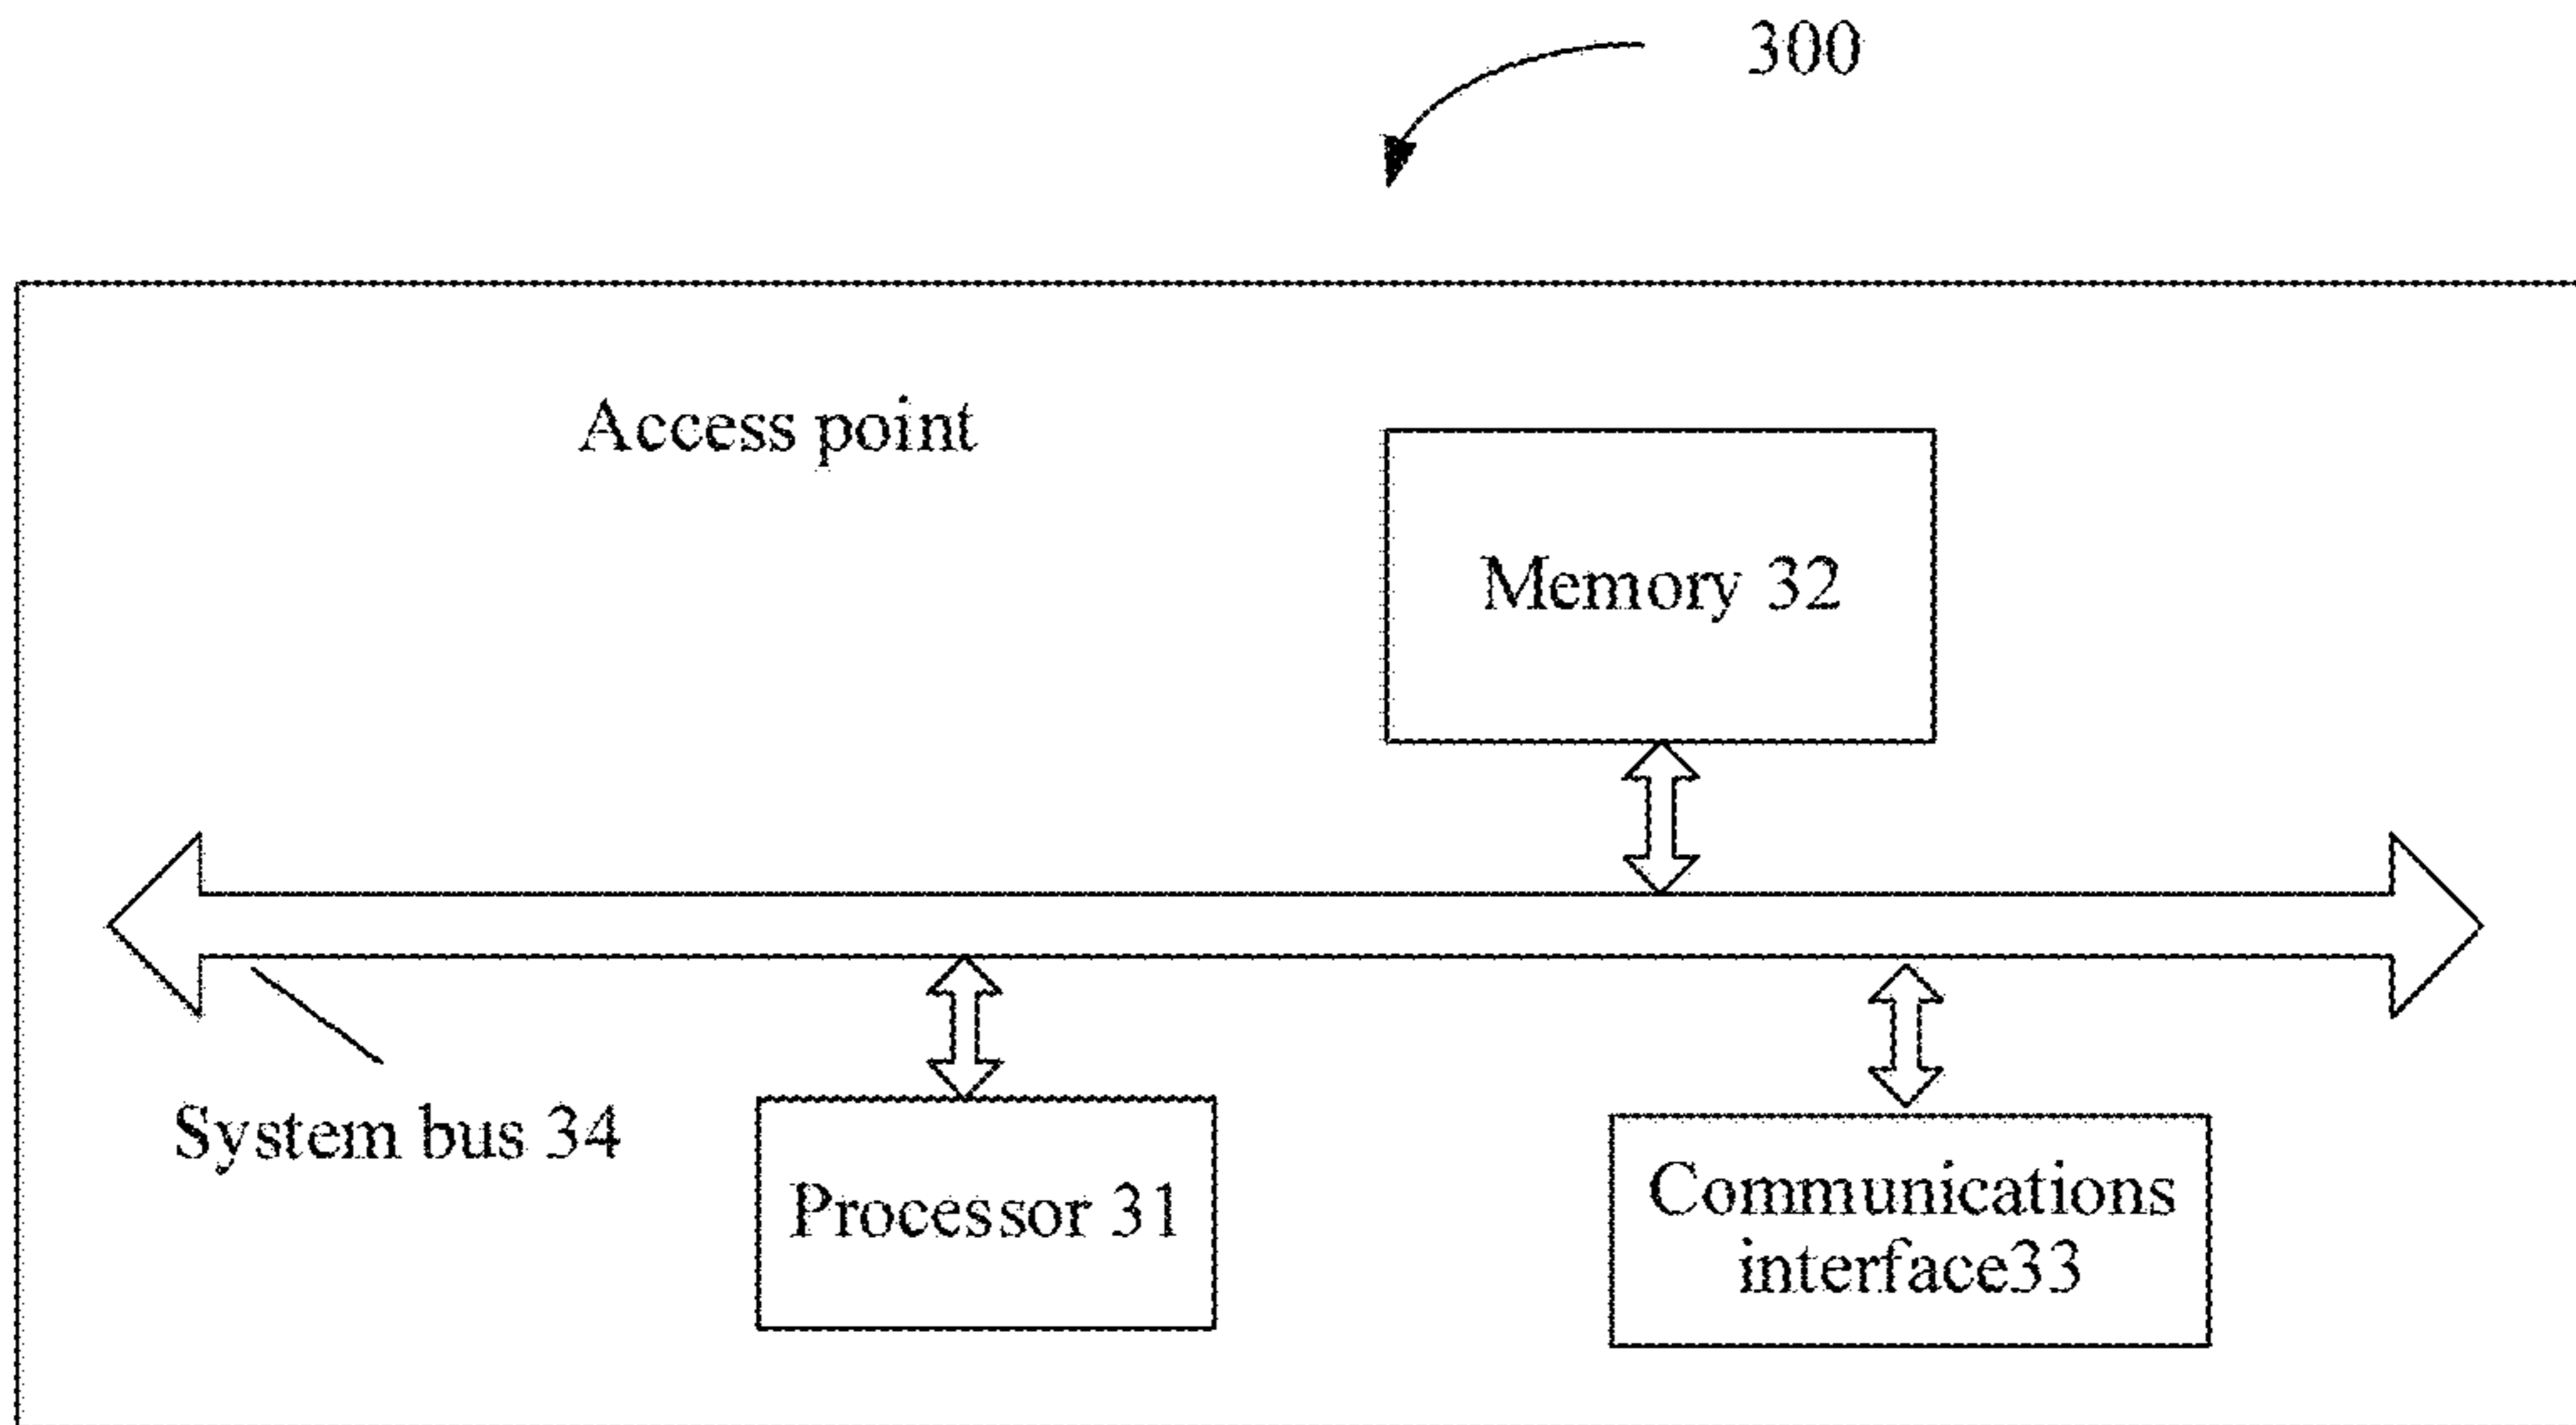 300
Access point
Memory 32
System bus 34
Processor 31
Communications
interface33